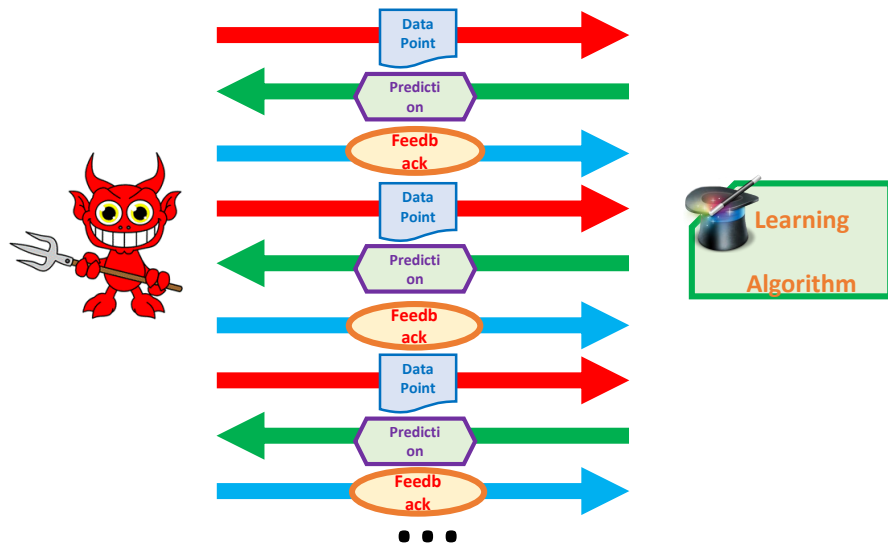 Data
Point
Predicti
on
Feedb
ack
Data
Point
Predicti
on
Feedb
ack
Data
Point
Predicti
on
Feedb
ack
...
Learning
Algorithm